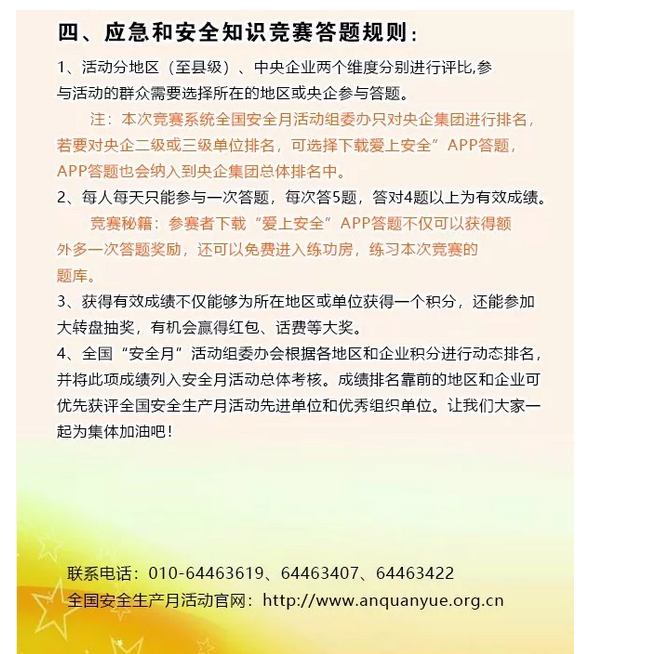 四、应急和安全知识竞赛答题规则：
1、活动分地区（至县级）、中央企业两个维度分别进行评比,参
与活动的群众需要选择所在的地区或央企参与答题。
注：本次竞赛系统全国安全月活动组委办只对央企集团进行排名，
若要对央企二级或三级单位排名，可选择下载爱上安全”APP答题，
APP答题也会纳入到央企集团总体排名中。
2、每人每天只能参与一次答题，每次答5题，答对4题以上为有效成绩。
竞赛秘籍：参赛者下载“爱上安全”APP答题不仅可以获得额
外多一次答题奖励，还可以免费进入练功房，练习本次竞赛的
题库。
3、获得有效成绩不仅能够为所在地区或单位获得一个积分，还能参加
大转盘抽奖，有机会赢得红包、话费等大奖。
4、全国“安全月”活动组委办会根据各地区和企业积分进行动态排名，
并将此项成绩列入安全月活动总体考核。成绩排名靠前的地区和企业可
优先获评全国安全生产月活动先进单位和优秀组织单位。让我们大家一
起为集体加油吧！
联系电话：010-64463619、64463407、64463422
全国安全生产月活动官网：http://www.anquanyue.org.cn